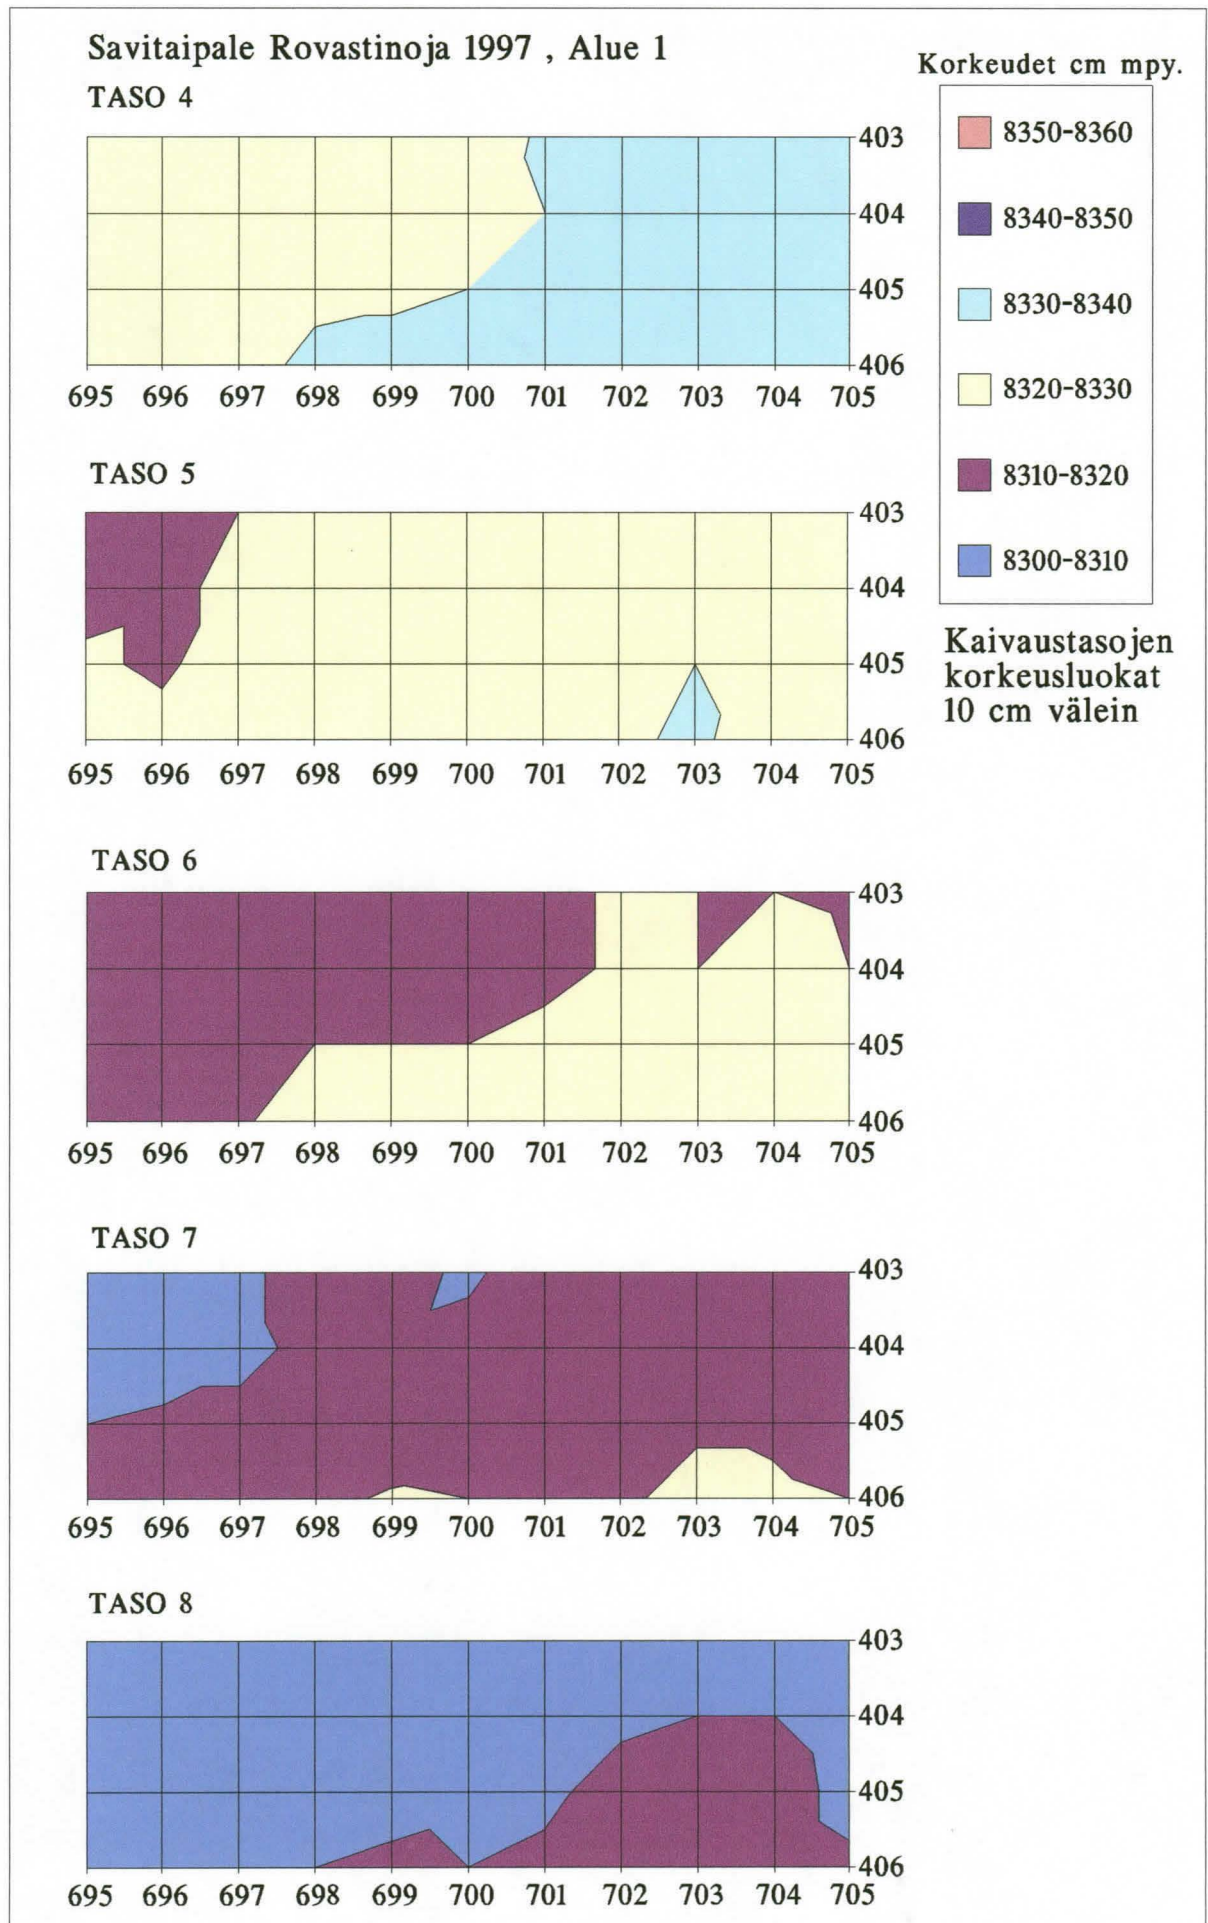 Savitaipale Rovastinoja 1997 , Alue 1
TASO 4
403
404
405
406
695 696 697 698 699 700 701 702 703 704 705
TASO 5
403
404
405
406
695 696 697 698 699 700 701 702 703 704 705
TASO 6
403
404
405
406
695 696 697 698 699 700 701 702 703 704 705
TASO 7
403
404
405
406
695 696 697 698 699 700 701 702 703 704 705
TASO 8
403
404
405
406
695 696 697 698 699 700 701 702 703 704 705
Korkeudet cm mpy.
8350-8360
8340-8350
8330-8340
8320-8330
8310-8320
8300-8310
Kaivaustasojen
korkeusluokat
10 cm välein